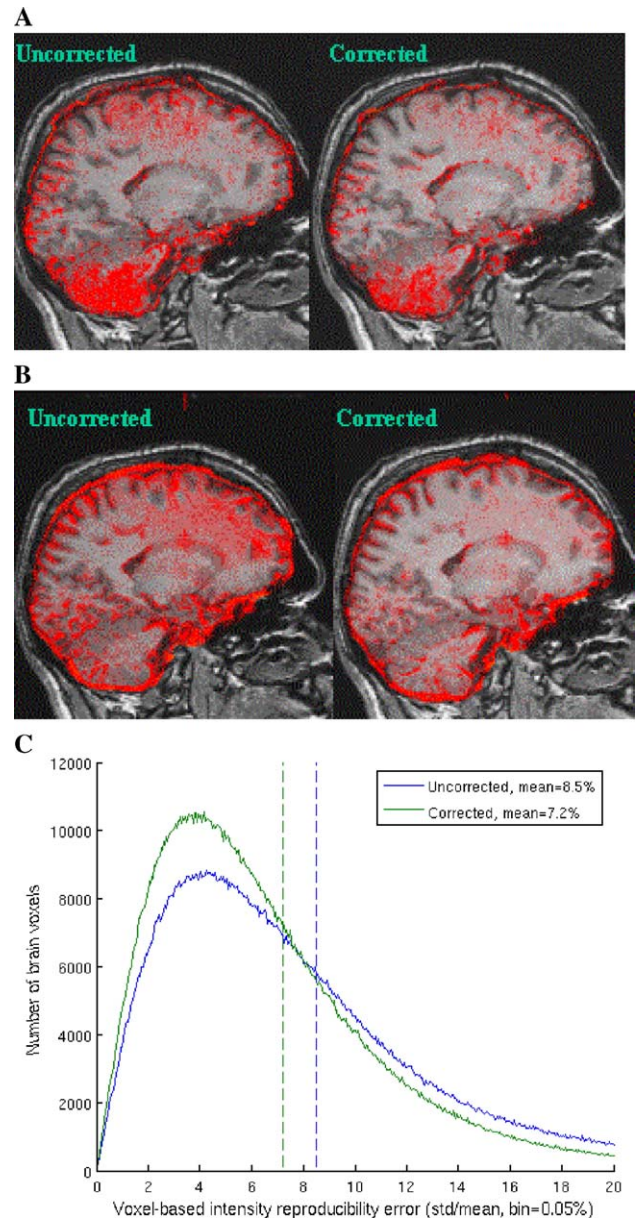 A
Uncorrected
Corrected
B
Uncorrected
Corrected
C
12000
10000
8000
6000
4000
2000
0
Number of brain voxels
Uncorrected, mean=8.5%
Corrected, mean=7.2%
0 2 4 6 8 10 12 14 16 18 20
Voxel-based intensity reproducibility error (std/mean, bin=0.05%)